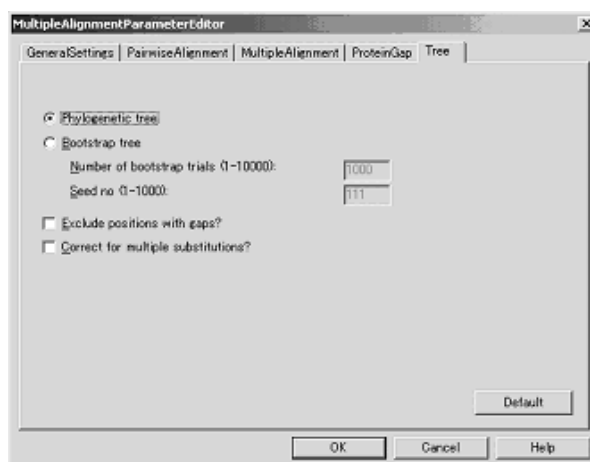 MultipleAlignmentParameterEditor
GeneralSettings PairwiseAlignment MultipleAlignment ProteinGap Tree
Phylogenetic tree
Bootstrap tree
Number of bootstrap trials (1-10000): 1000
Seed no (1-1000): 111
Exclude positions with gaps?
Correct for multiple substitutions?
Default
OK Cancel Help